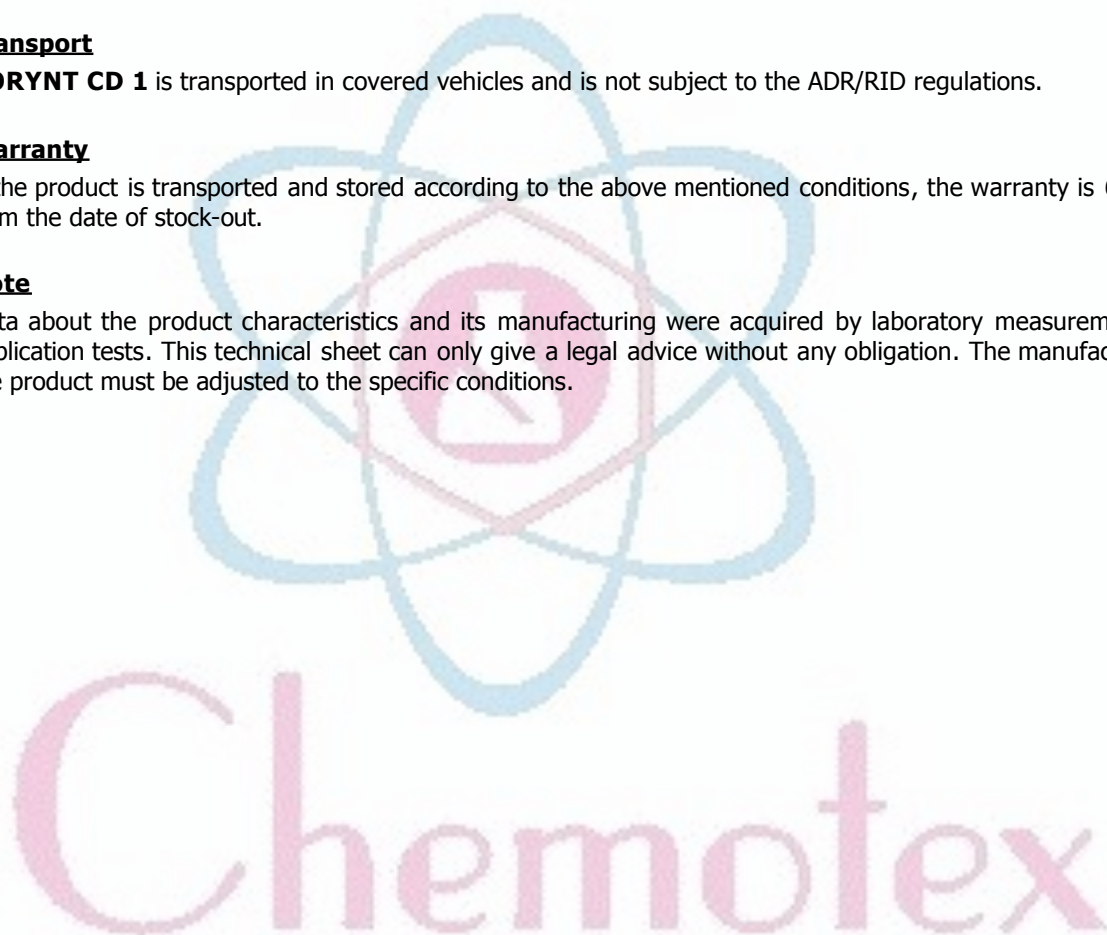 ansport
ORYNT CD 1 is transported in covered vehicles and is not subject to the ADR/RID regulations.
arranty
the product is transported and stored according to the above mentioned conditions, the warranty is
m the date of stock-out.
ote
ta about the product characteristics and its manufacturing were acquired by laboratory measurem
plication tests. This technical sheet can only give a legal advice without any obligation. The manufac
e product must be adjusted to the specific conditions.
Chemotex